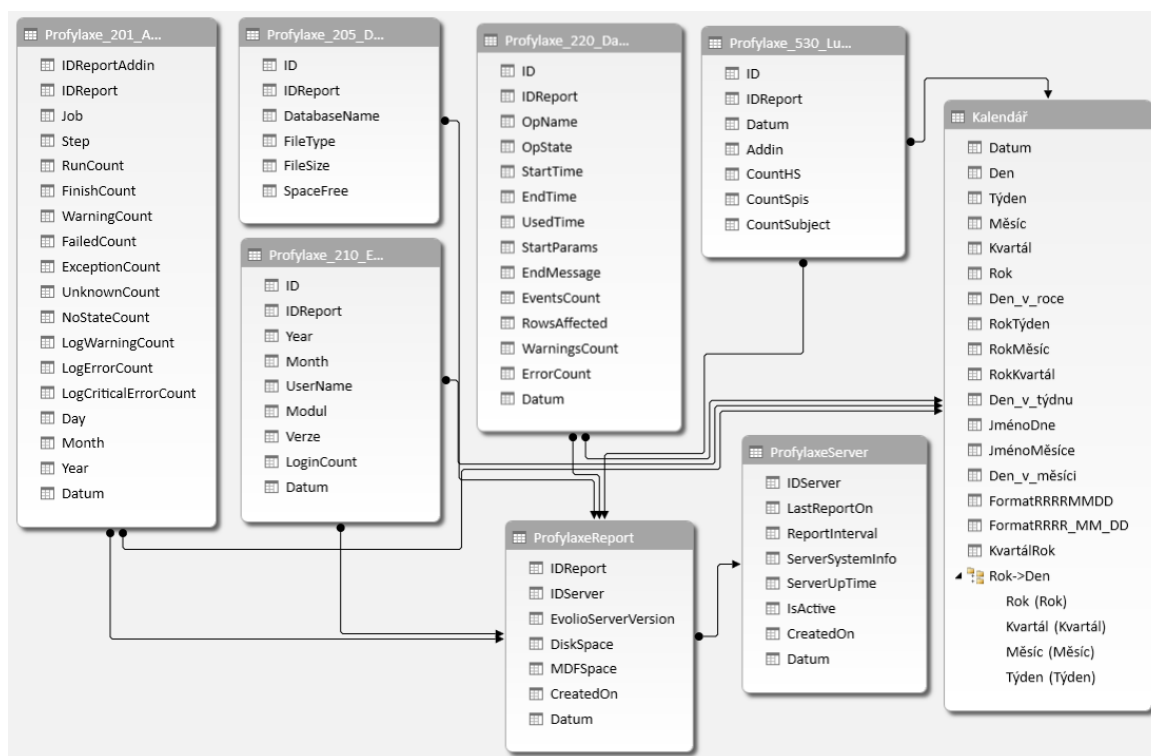 Profylaxe_201_A...
IDReportAddin
IDReport
Job
Step
RunCount
FinishCount
WarningCount
FailedCount
ExceptionCount
UnknownCount
NoStateCount
LogWarningCount
LogErrorCount
LogCriticalErrorCount
Day
Month
Year
Datum
Profylaxe_205_D...
ID
IDReport
DatabaseName
FileType
FileSize
SpaceFree
Profylaxe_210_E...
ID
IDReport
Year
Month
UserName
Modul
Verze
LoginCount
Datum
Profylaxe_220_Da...
ID
IDReport
OpName
OpState
StartTime
EndTime
UsedTime
StartParams
EndMessage
EventsCount
RowsAffected
WarningsCount
ErrorCount
Datum
Profylaxe_530_Lu...
ID
IDReport
Datum
Addin
CountHS
CountSpis
CountSubject
ProfylaxeReport
IDReport
IDServer
EvolioServerVersion
DiskSpace
MDFSpace
CreatedOn
Datum
ProfylaxeServer
IDServer
LastReportOn
ReportInterval
ServerSystemInfo
ServerUpTime
IsActive
CreatedOn
Datum
Kalendář
Datum
Den
Týden
Měsíc
Kvartál
Rok
Den_v_roce
RokTýden
RokMěsíc
RokKvartál
Den_v_týdnu
JménoDne
JménoMěsíce
Den_v_měsíci
FormatRRRRMMDD
FormatRRRR_MM_DD
KvartálRok
Rok->Den
Rok (Rok)
Kvartál (Kvartál)
Měsíc (Měsíc)
Týden (Týden)